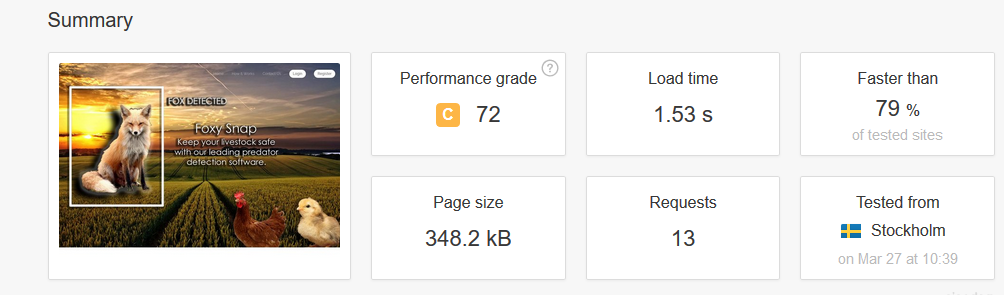 Summary
Login
Register
FOX DETECTED
Foxy Snap
Keep your livestock safe
with our leading predator
detection software.
Performance grade ?
C 72
Load time
1.53 s
Faster than
79 %
of tested sites
Page size
348.2 kB
Requests
13
Tested from
Stockholm
on Mar 27 at 10:39